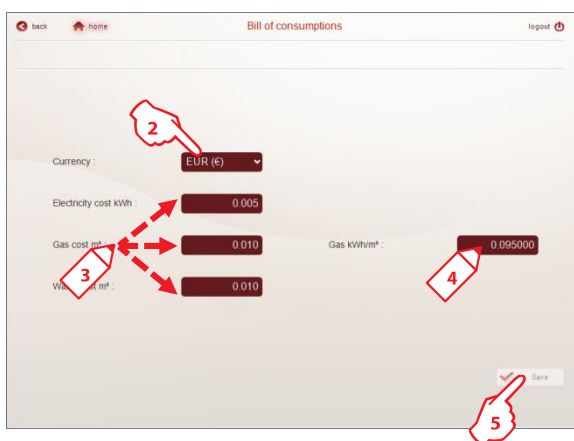 back home Bill of consumptions logout
2
Currency : EUR (€)
Electricity cost kWh : 0.005
Gas cost m³ : 0.010 Gas kWh/m³ : 0.095000
3 4
m³ : 0.010
Save
5